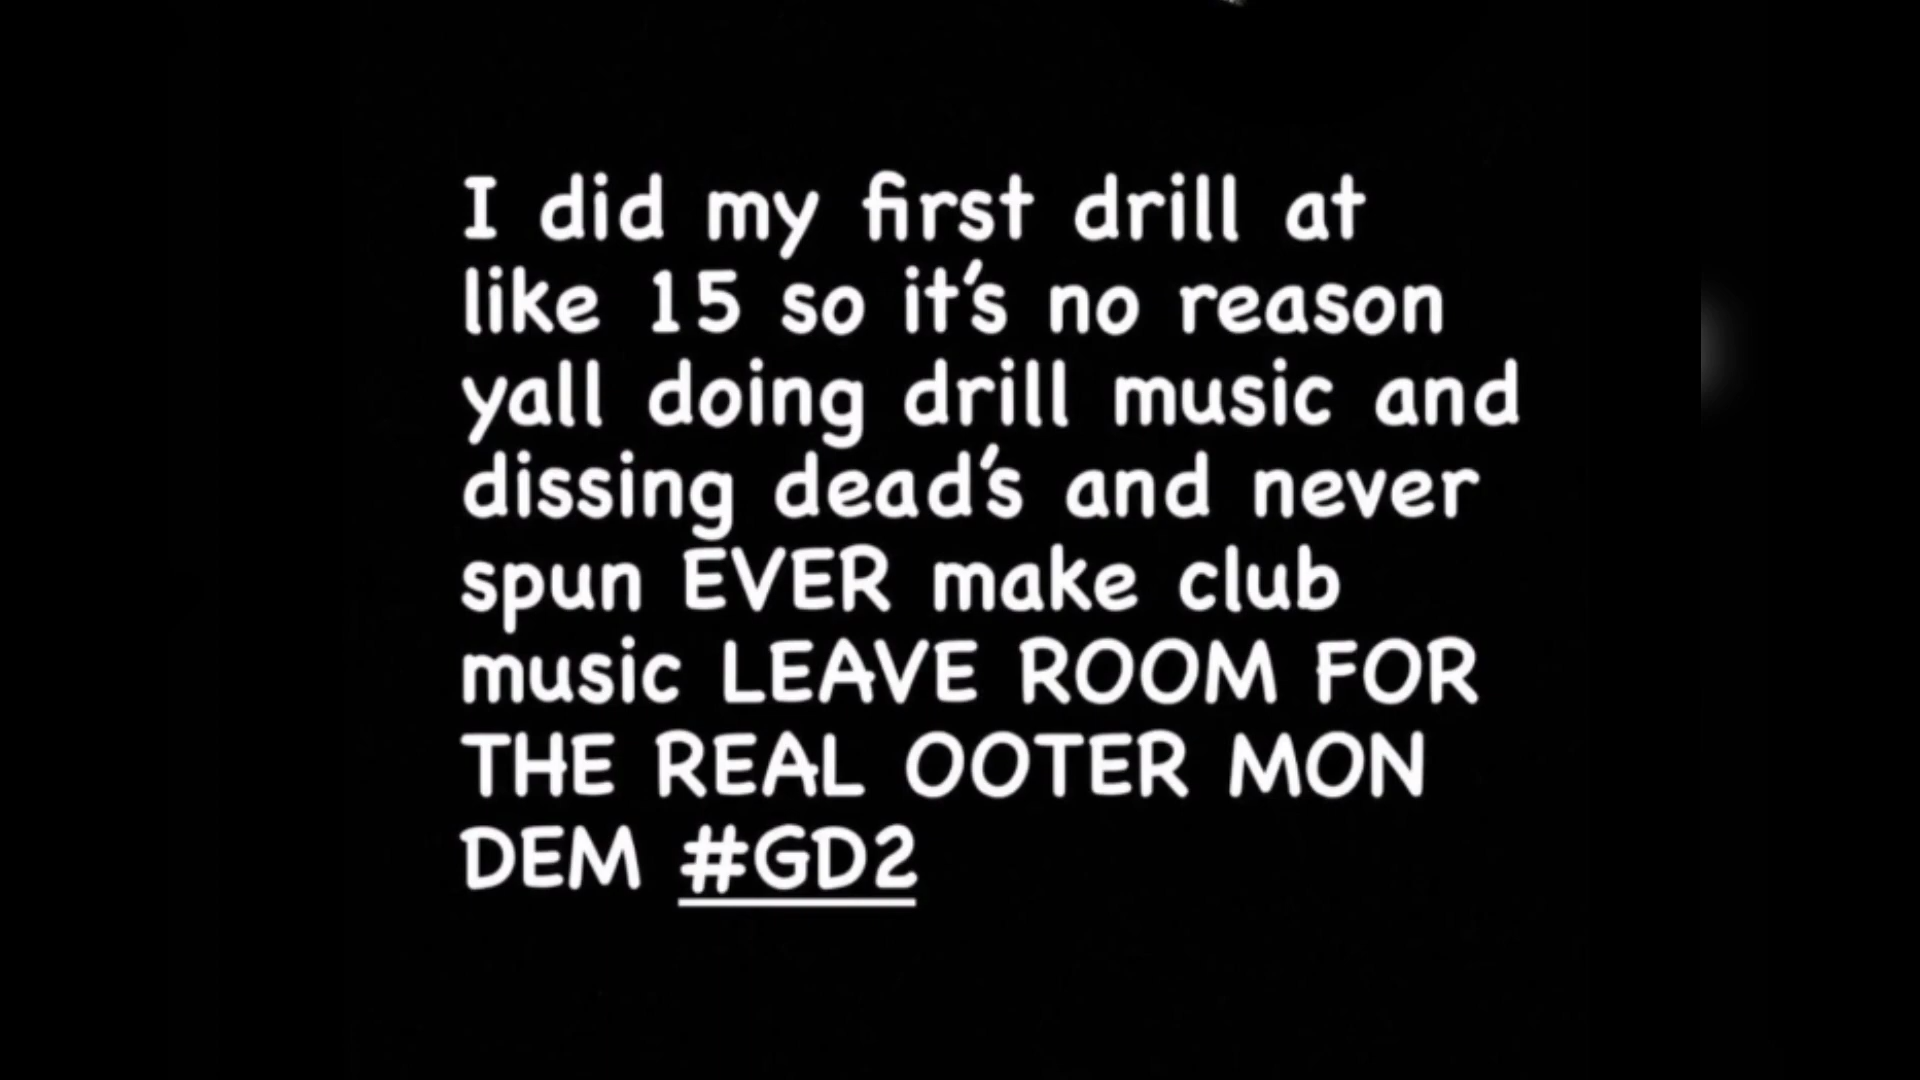 I did my first drill at
like 15 so it's no reason
yall doing drill music and
dissing dead's and never
spun EVER make club
music LEAVE ROOM FOR
THE REAL OOTER MON
DEM #GD2